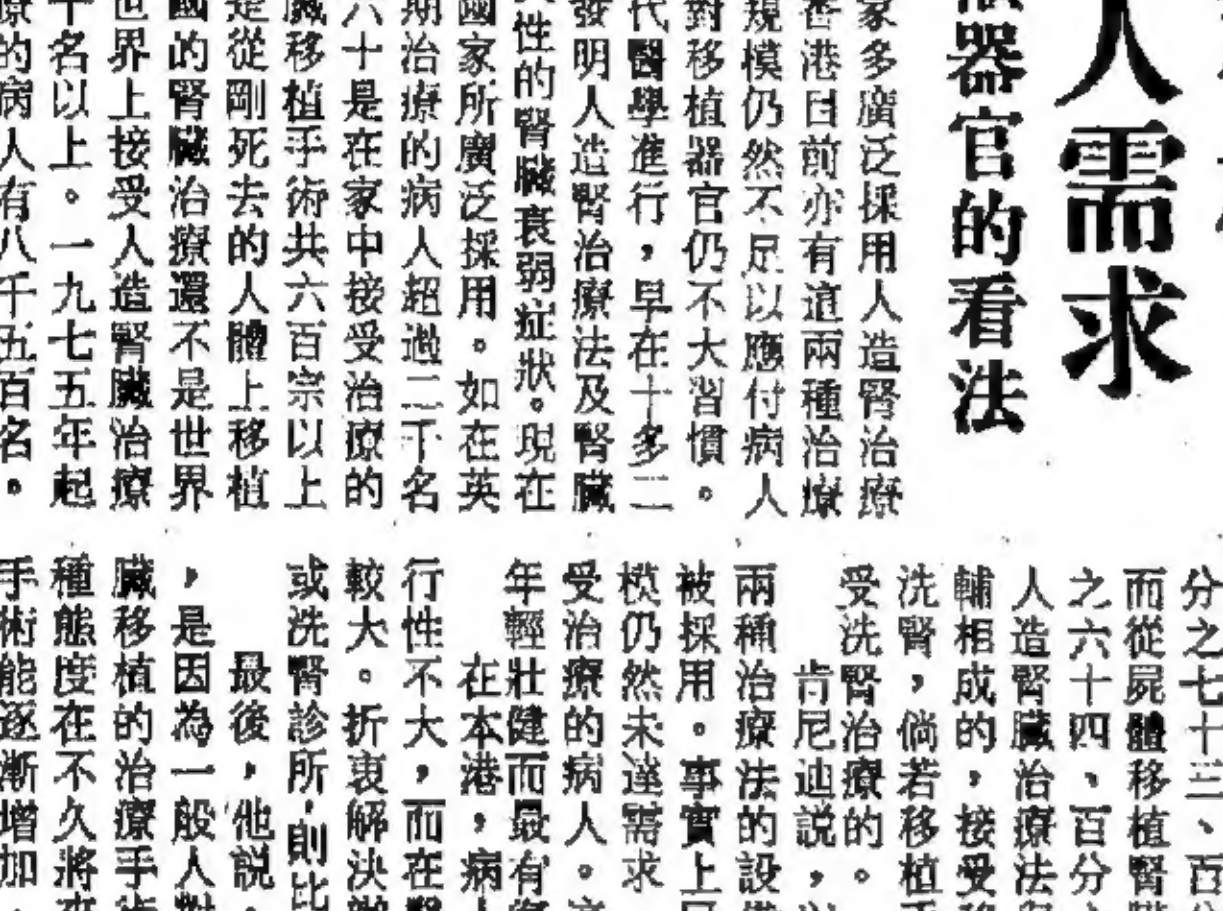 人需求
器官的看法
家多廣泛採用人造腎治療
香港目前亦有這兩種治療
規模仍然不足以應付病人
對移植器官仍不大習慣。
代醫學進行，早在十多二
發明人造腎治療法及腎臟
性的腎臟衰弱症狀。現在
國家所廣泛採用。如在英
期治療的病人超過二千名
六十是在家中接受治療的
臟移植手術共六百宗以上
是從剛死去的人體上移植
國的腎臟治療還不是世界
世界上接受人造腎臟治療
十名以上。一九七五年起
療的病人有八千五百名。
分之七十三、百
而從屍體移植腎
之六十四、百分
人造腎臟治療法
輔相成的，接受
洗腎，倘若移植
受洗腎治療的。
肯尼迪説，
兩種治療法的設
被採用。事實上
模仍然未達需求
受治療的病人。
年輕壯健而最有
在本港，病
行性不大，而在
較大。折衷解決
或洗腎診所，則比
最後，他説
，是因為一般人對
臟移植的治療手
種態度在不久將
手術能逐漸增加